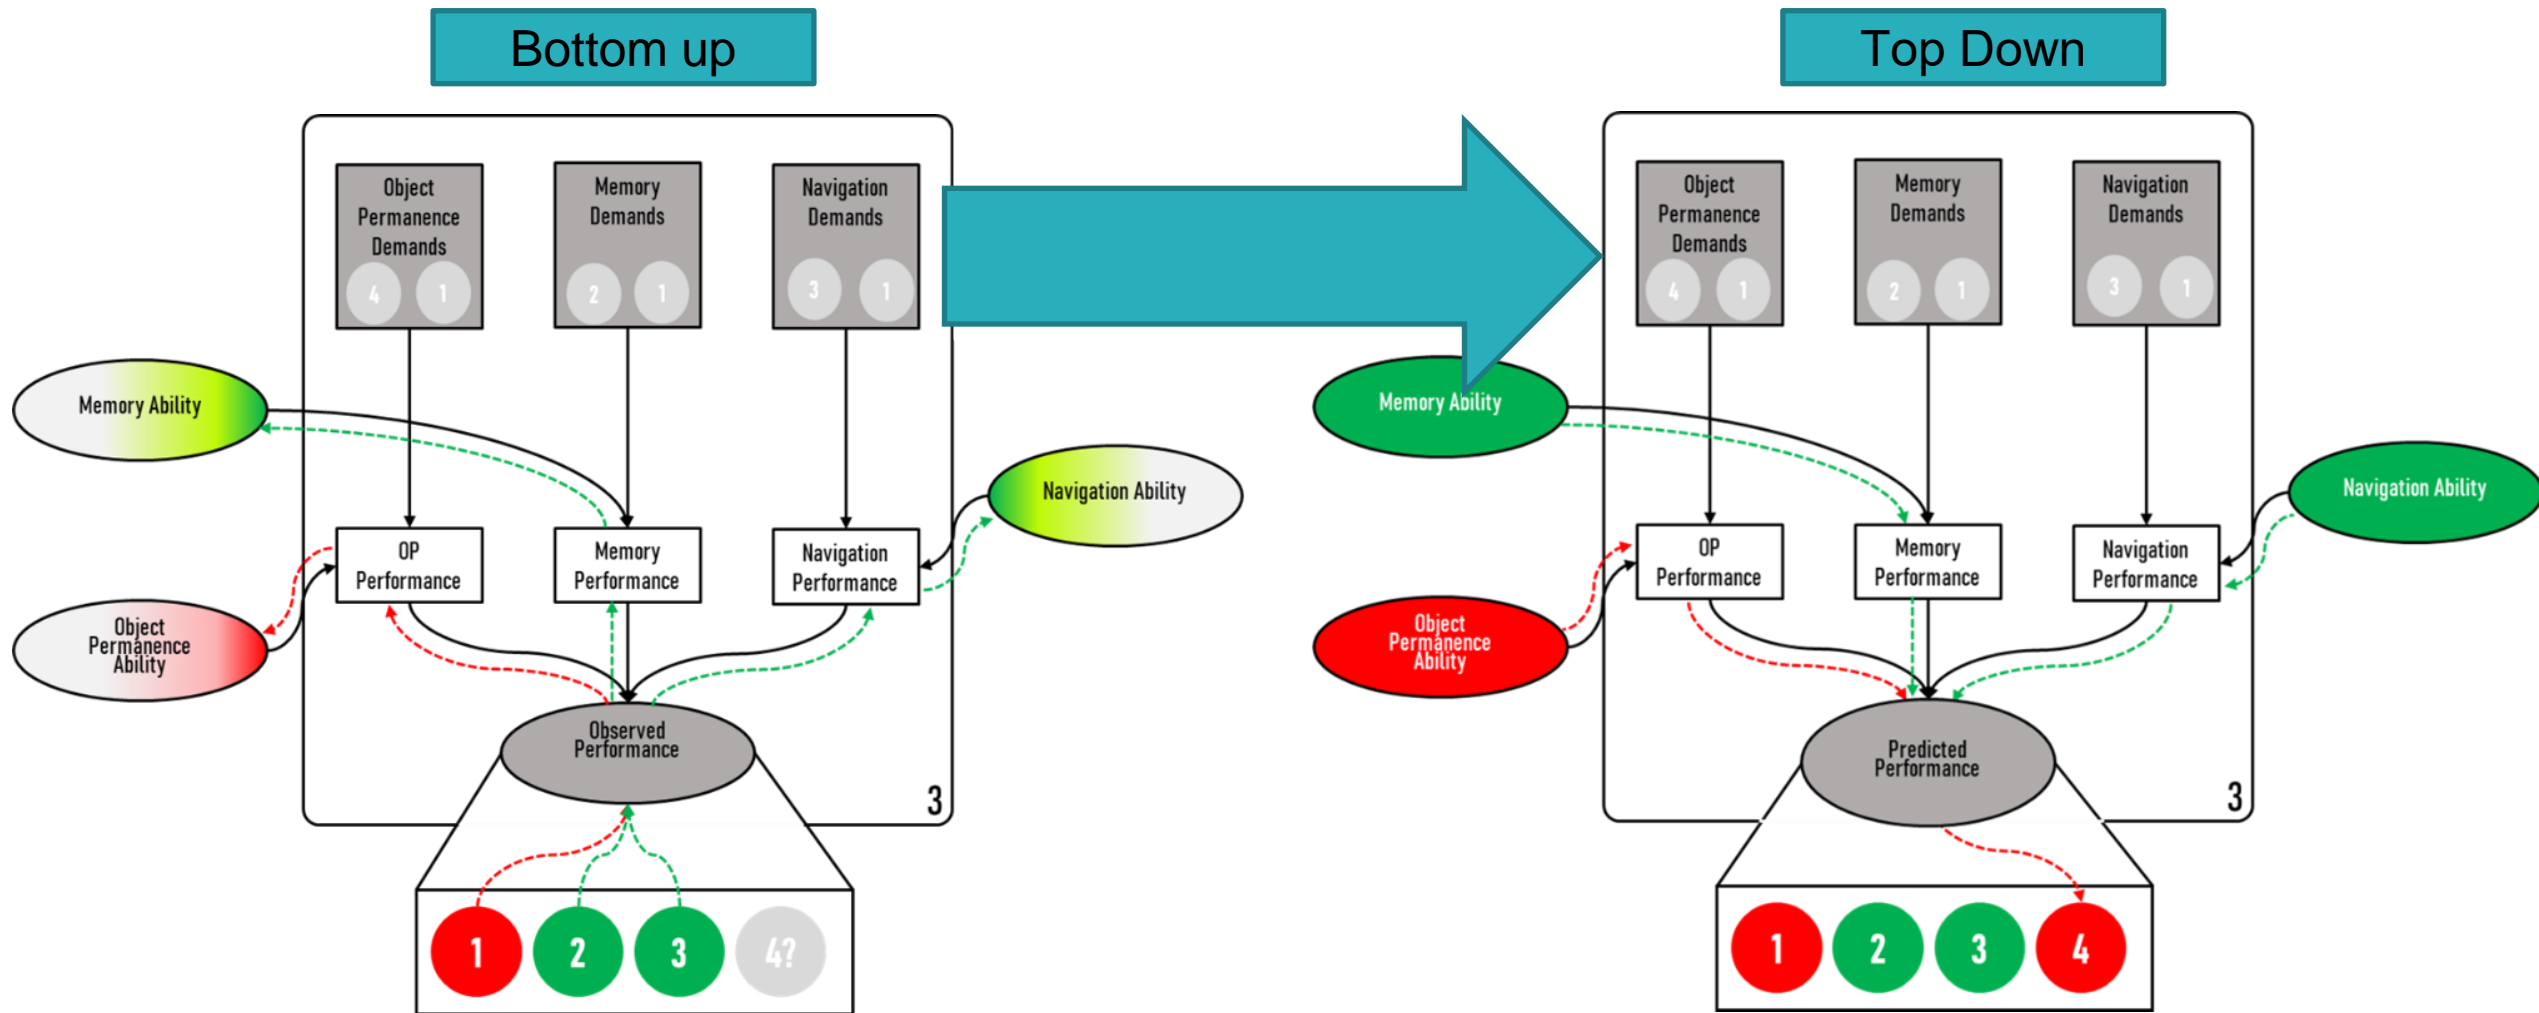 Bottom up
Object
Permanence
Demands
4 1
Memory
Demands
2 1
Navigation
Demands
3 1
Memory Ability
Navigation Ability
OP
Performance
Memory
Performance
Navigation
Performance
Object
Permanence
Ability
Observed
Performance
3
1 2 3 4?
Top Down
Object
Permanence
Demands
4 1
Memory
Demands
2 1
Navigation
Demands
3 1
Memory Ability
Navigation Ability
OP
Performance
Memory
Performance
Navigation
Performance
Object
Permanence
Ability
Predicted
Performance
3
1 2 3 4